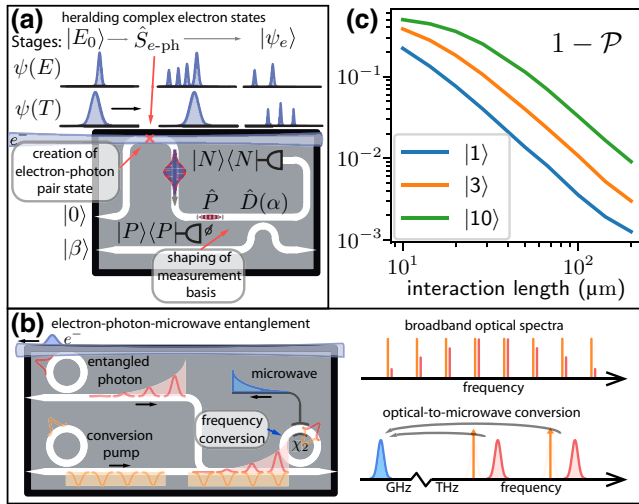 (a) heralding complex electron states
Stages: |E₀⟩ → Ŝₑ₋ₚₕ → |ψₑ⟩
ψ(E)
ψ(T)
e⁻
creation of
electron-photon
pair state
|N⟩⟨N|
P̂ D̂(α)
|0⟩
|P⟩⟨P| ø
|β⟩
shaping of
measurement
basis
(c)
1 − 𝒫
10⁻¹
10⁻²
10⁻³
|1⟩
|3⟩
|10⟩
10¹ 10²
interaction length (μm)
(b) electron-photon-microwave entanglement
e⁻
entangled
photon
microwave
frequency
conversion
conversion
pump
χ₂
broadband optical spectra
frequency
optical-to-microwave conversion
GHz THz frequency